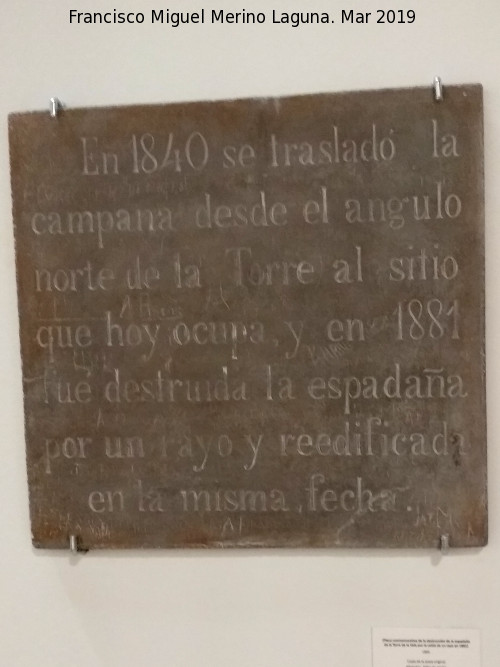 Francisco Miguel Merino Laguna. Mar 2019
En 1840 se trasladó la
campana desde el angulo
norte de la Torre al sitio
que hoy ocupa, y en 1881
fué destruida la espadaña
por un rayo y reedificada
en la misma fecha.